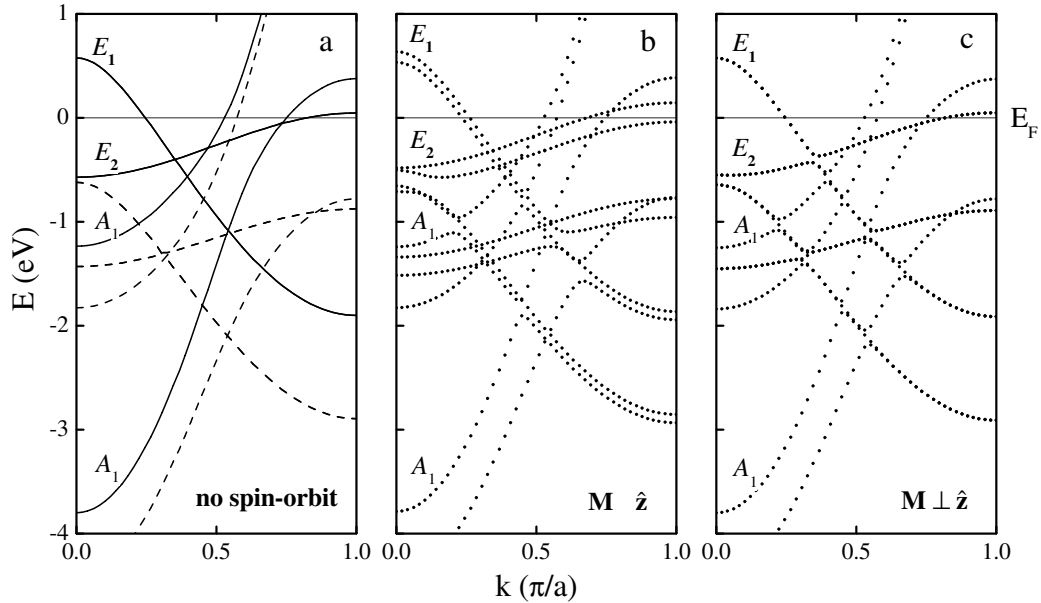 E (eV)
1
0
-1
-2
-3
-4
a
E₁
E₂
A₁
A₁
no spin-orbit
0.0
0.5
1.0
b
E₁
E₂
A₁
A₁
M ẑ
0.0
0.5
1.0
c
E₁
E₂
A₁
A₁
M ⊥ ẑ
0.0
0.5
1.0
E_F
k (π/a)